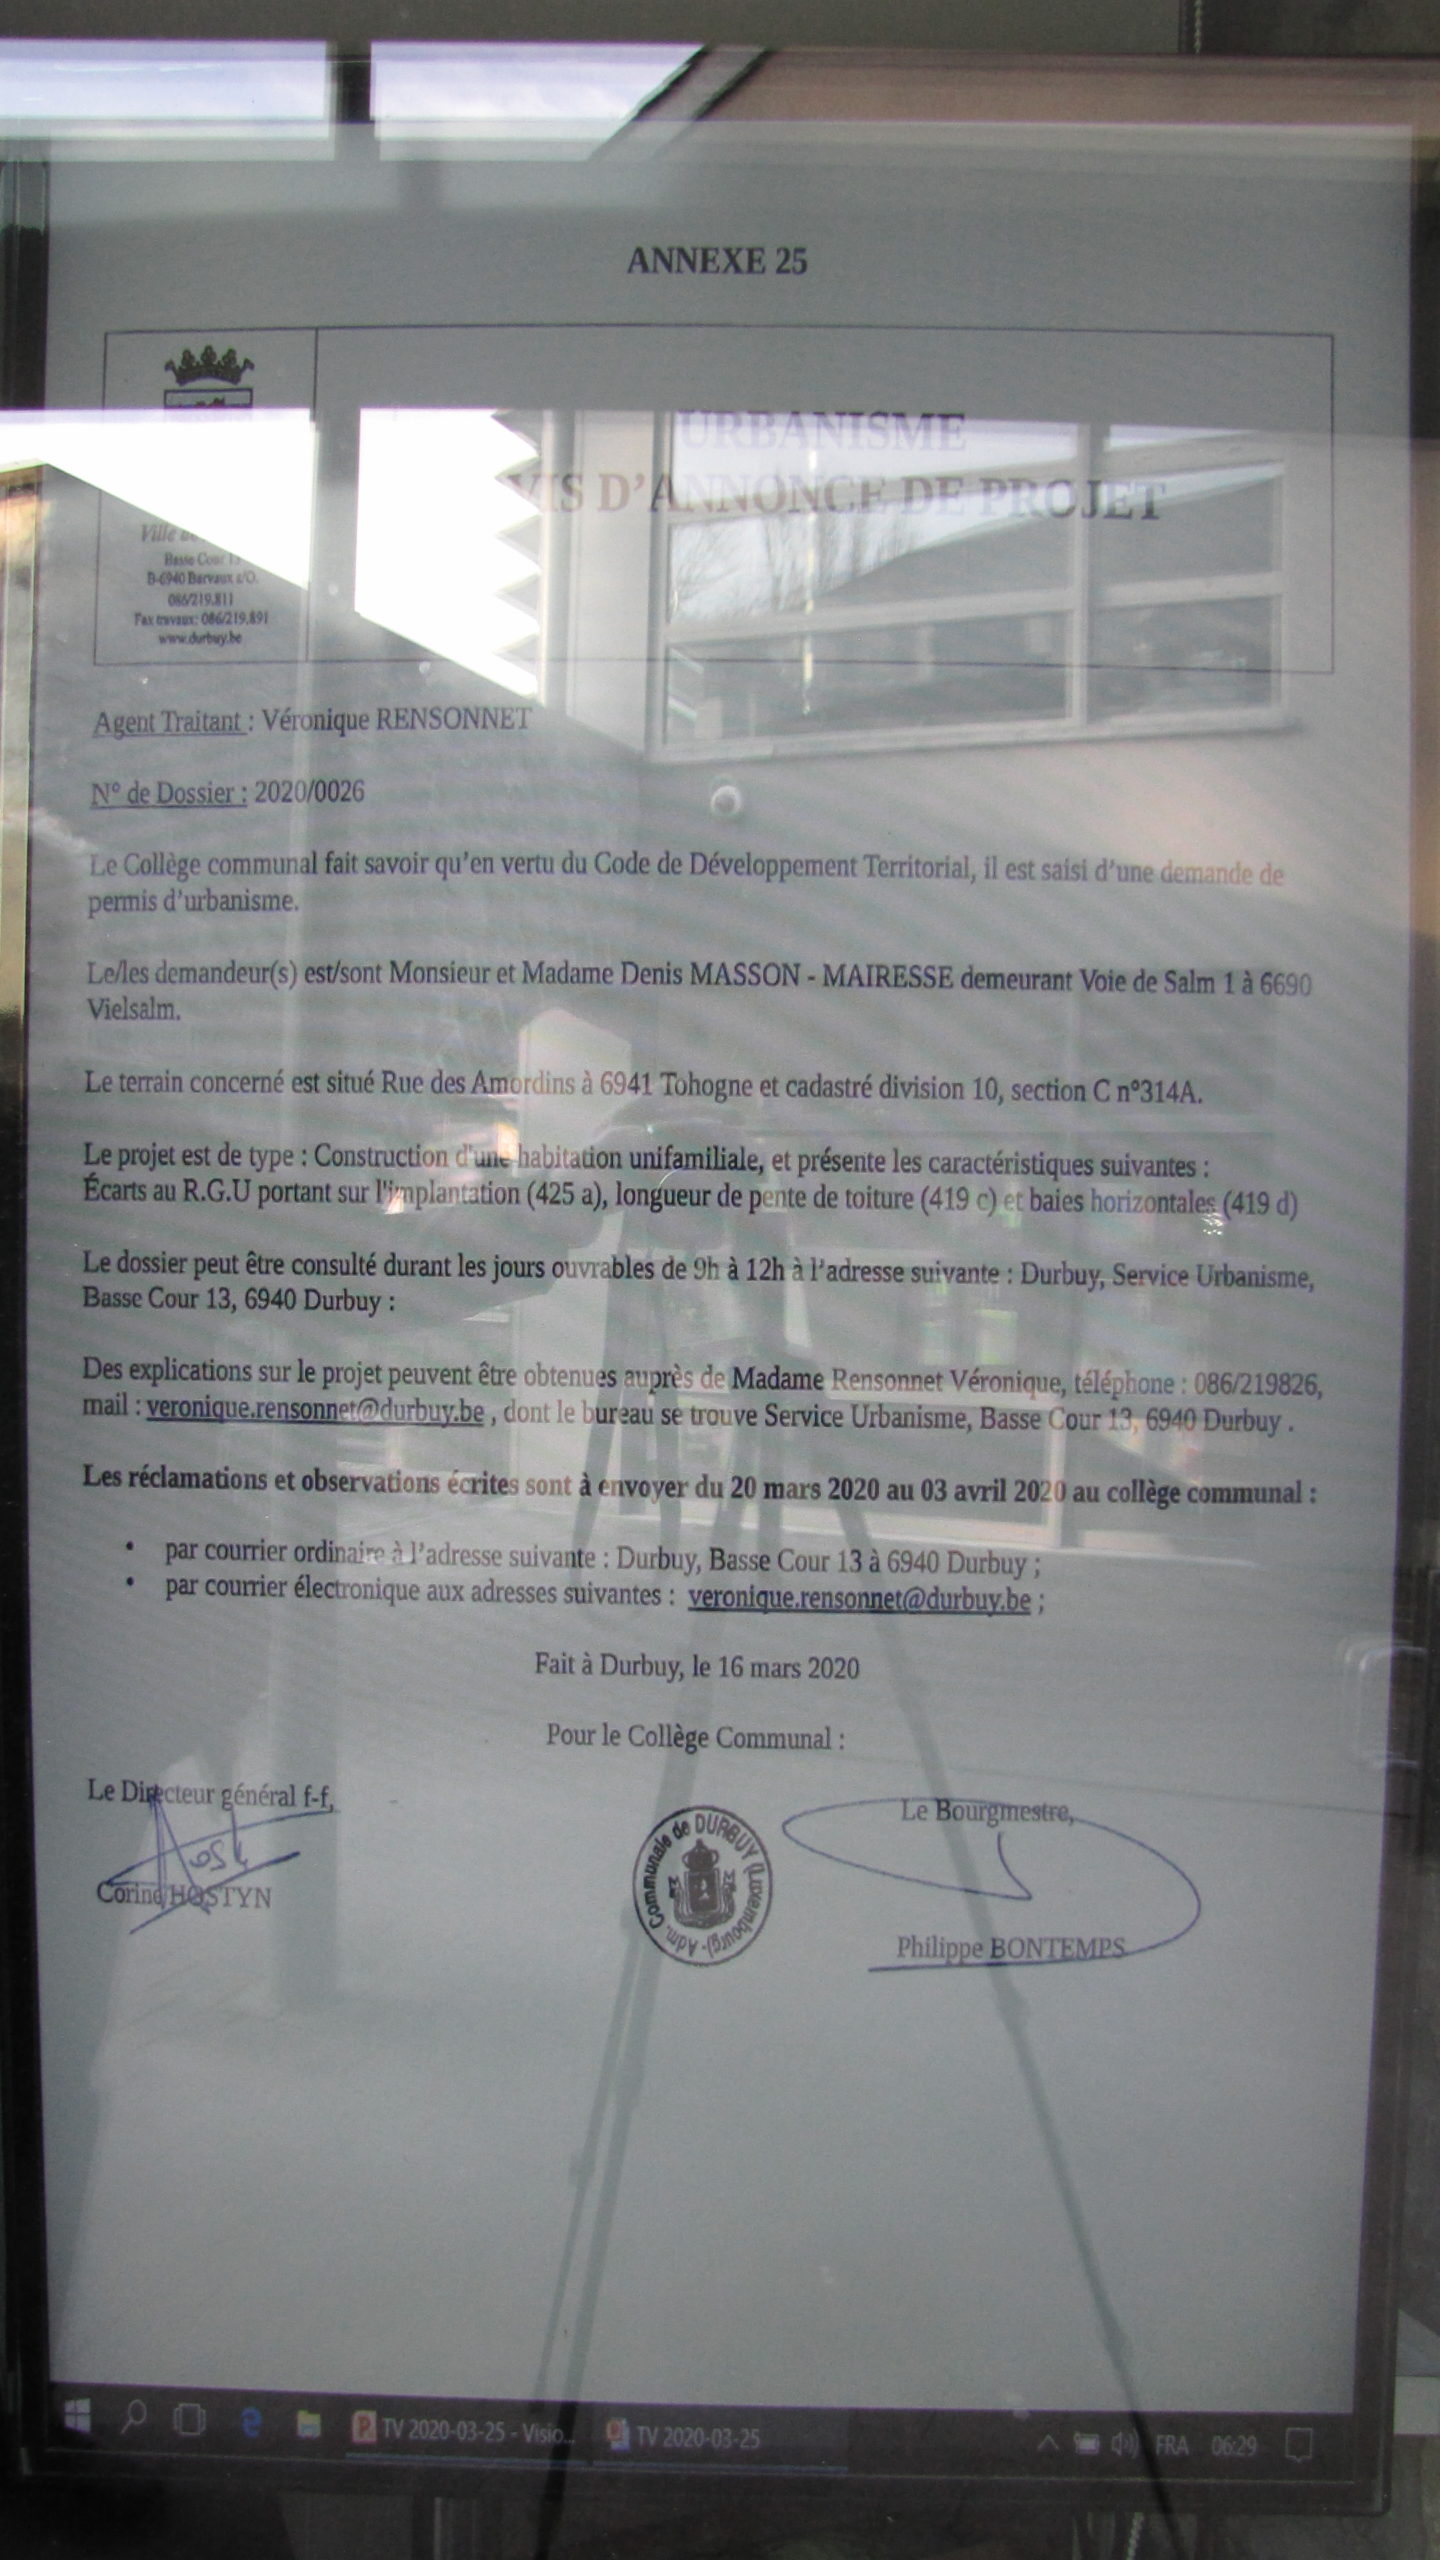 ANNEXE 25
URBANISME
VIS D'ANNONCE DE PROJET
Ville
Basse Cour 13
B-6940 Barvaux s/O.
086/219.811
Fax travaux: 086/219.891
www.durbuy.be
Agent Traitant : Véronique RENSONNET
N° de Dossier : 2020/0026
Le Collège communal fait savoir qu'en vertu du Code de Développement Territorial, il est saisi d'une demande de
permis d'urbanisme.
Le/les demandeur(s) est/sont Monsieur et Madame Denis MASSON - MAIRESSE demeurant Voie de Salm 1 à 6690
Vielsalm.
Le terrain concerné est situé Rue des Amordins à 6941 Tohogne et cadastré division 10, section C n°314A.
Le projet est de type : Construction d'une habitation unifamiliale, et présente les caractéristiques suivantes :
Écarts au R.G.U portant sur l'implantation (425 a), longueur de pente de toiture (419 c) et baies horizontales (419 d)
Le dossier peut être consulté durant les jours ouvrables de 9h à 12h à l'adresse suivante : Durbuy, Service Urbanisme,
Basse Cour 13, 6940 Durbuy :
Des explications sur le projet peuvent être obtenues auprès de Madame Rensonnet Véronique, téléphone : 086/219826,
mail : veronique.rensonnet@durbuy.be , dont le bureau se trouve Service Urbanisme, Basse Cour 13, 6940 Durbuy .
Les réclamations et observations écrites sont à envoyer du 20 mars 2020 au 03 avril 2020 au collège communal :
• par courrier ordinaire à l'adresse suivante : Durbuy, Basse Cour 13 à 6940 Durbuy ;
• par courrier électronique aux adresses suivantes : veronique.rensonnet@durbuy.be ;
Fait à Durbuy, le 16 mars 2020
Pour le Collège Communal :
Le Directeur général f-f,
Le Bourgmestre,
Adm. Communale de DURBUY (Luxembourg)-
Corine HOSTYN
Philippe BONTEMPS
TV 2020-03-25 - Visio...
TV 2020-03-25
FRA
06:29